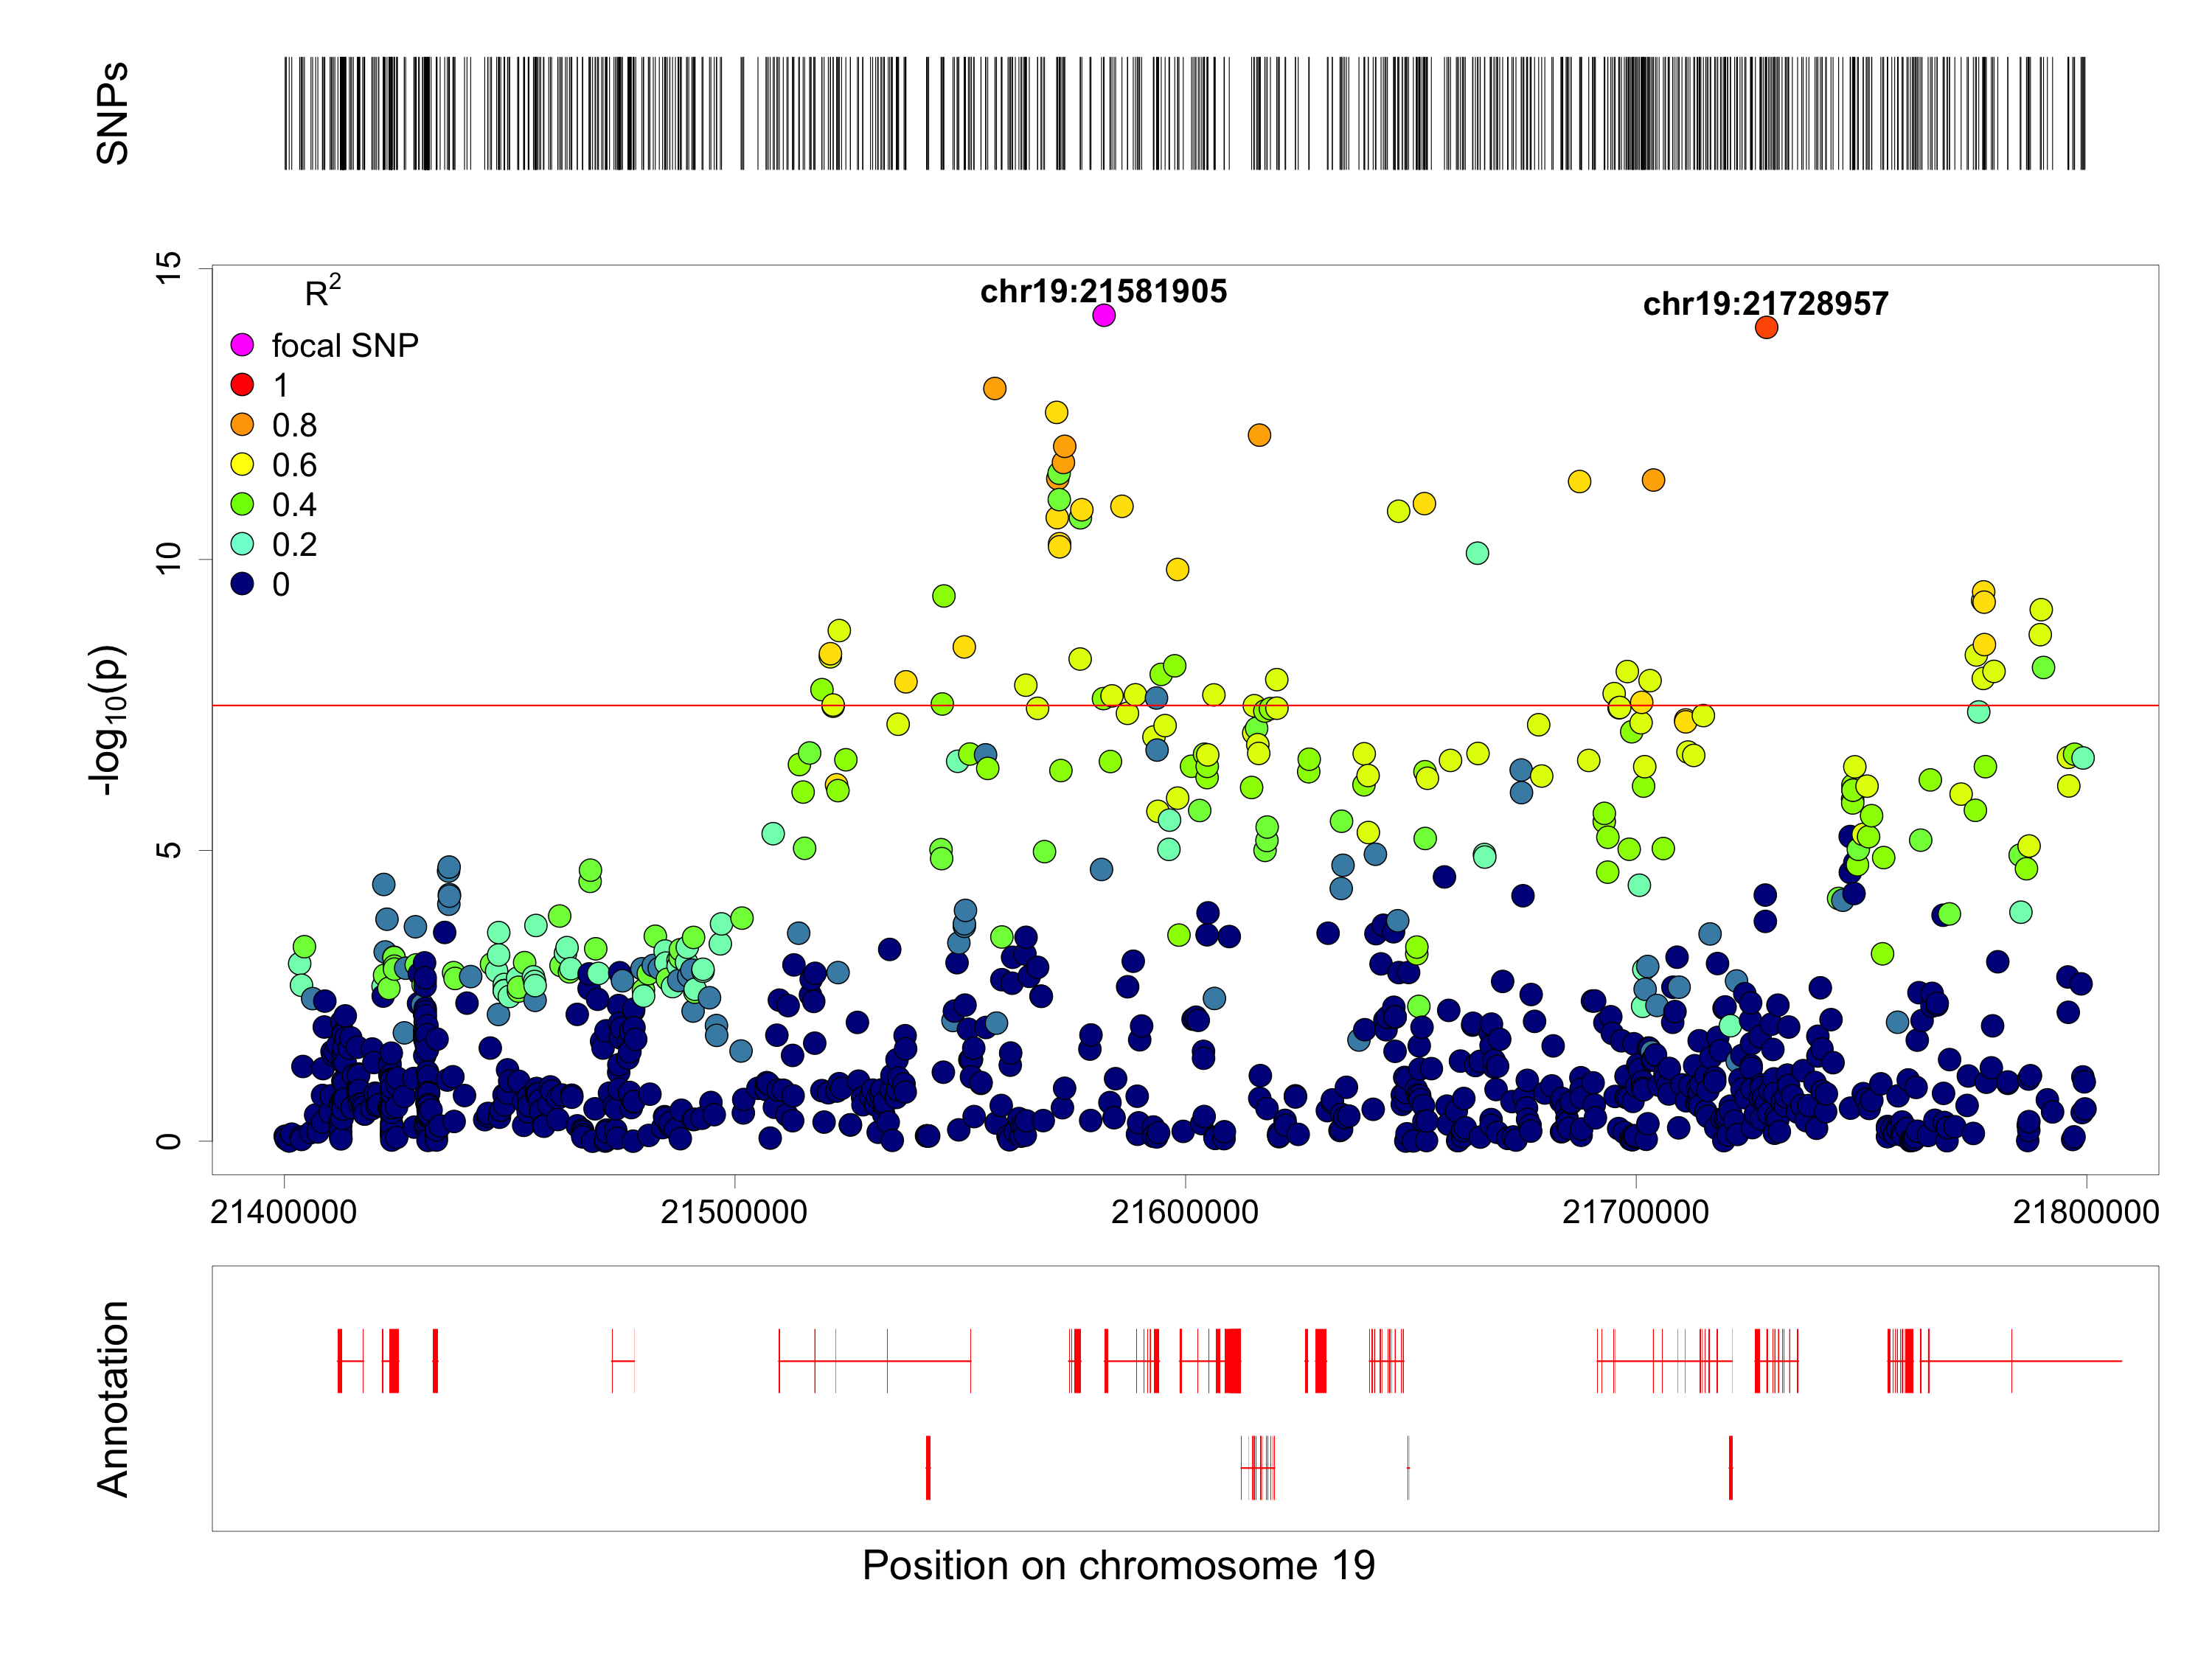 SNPs
15
10
5
0
-log10(p)
R2
focal SNP
1
0.8
0.6
0.4
0.2
0
chr19:21581905
chr19:21728957
21400000
21500000
21600000
21700000
21800000
Annotation
Position on chromosome 19